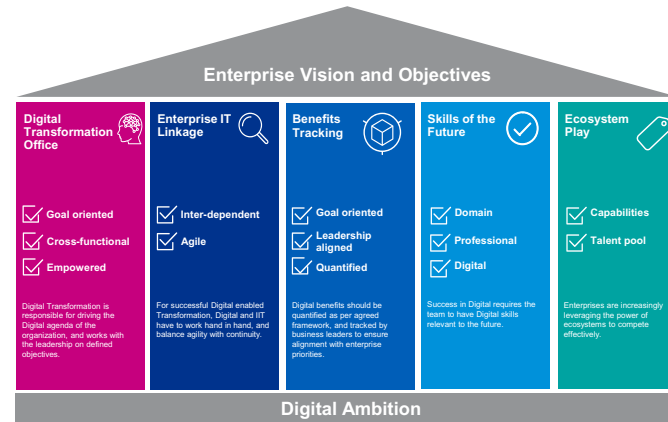 Enterprise Vision and Objectives
Digital
Transformation
Office
Goal oriented
Cross-functional
Empowered
Digital Transformation is
responsible for driving the
Digital agenda of the
organization, and works with
the leadership on defined
objectives.
Enterprise IT
Linkage
Inter-dependent
Agile
For successful Digital enabled
Transformation, Digital and IIT
have to work hand in hand, and
balance agility with continuity.
Benefits
Tracking
Goal oriented
Leadership
aligned
Quantified
Digital benefits should be
quantified as per agreed
framework, and tracked by
business leaders to ensure
alignment with enterprise
priorities.
Skills of the
Future
Domain
Professional
Digital
Success in Digital requires the
team to have Digital skills
relevant to the future.
Ecosystem
Play
Capabilities
Talent pool
Enterprises are increasingly
leveraging the power of
ecosystems to compete
effectively.
Digital Ambition